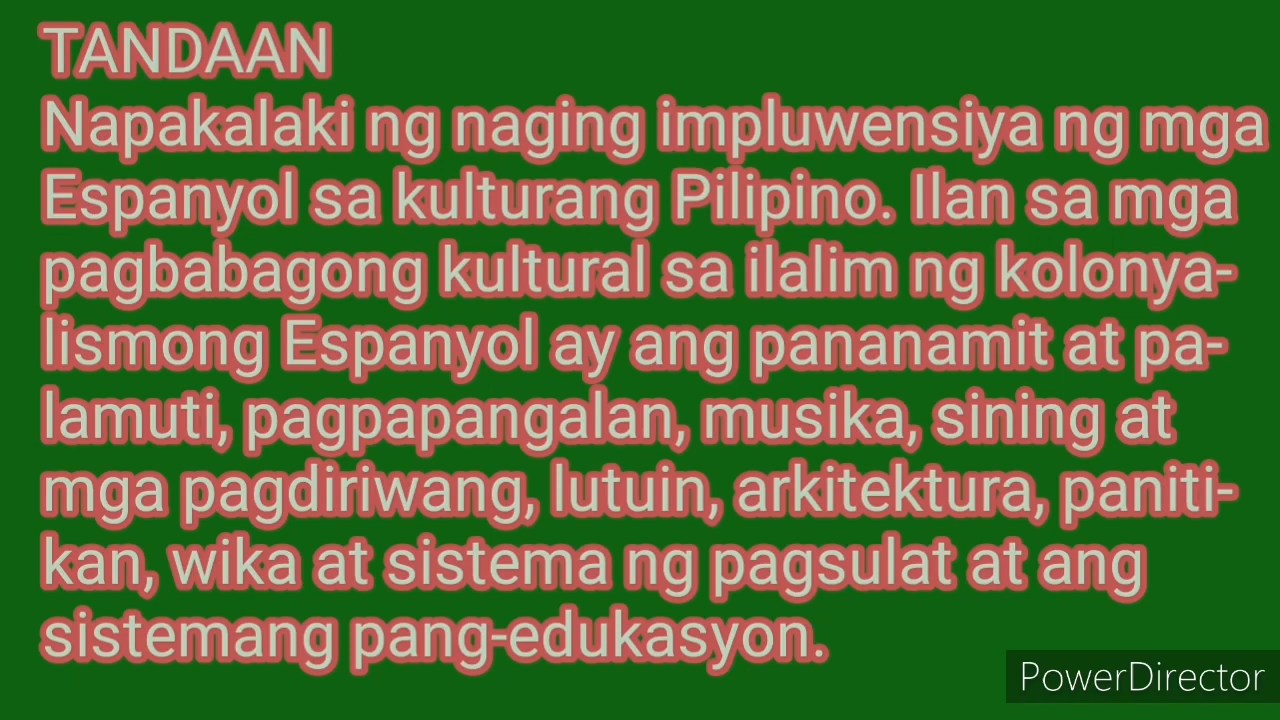 TANDAAN
Napakalaki ng naging impluwensiya ng mga
Espanyol sa kulturang Pilipino. Ilan sa mga
pagbabagong kultural sa ilalim ng kolonya-
lismong Espanyol ay ang pananamit at pa-
lamuti, pagpapangalan, musika, sining at
mga pagdiriwang, lutuin, arkitektura, paniti-
kan, wika at sistema ng pagsulat at ang
sistemang pang-edukasyon.
PowerDirector